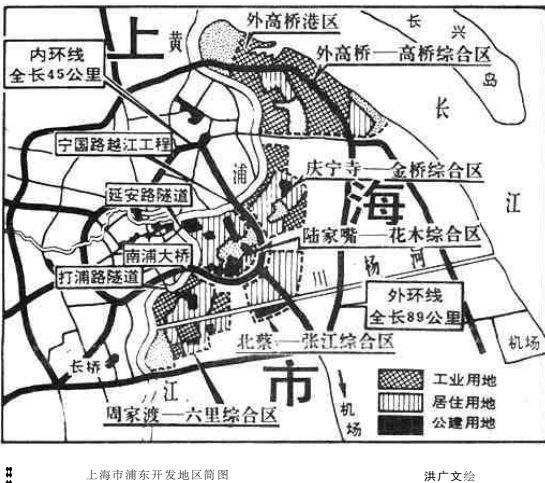 上海市
外高桥港区
长兴岛
内环线
全长45公里
黄浦江
外高桥——高桥综合区
长江
宁国路越江工程
庆宁寺——金桥综合区
延安路隧道
陆家嘴——花木综合区
南浦大桥
川杨河
打浦路隧道
外环线
全长89公里
北蔡——张江综合区
机场
长桥
工业用地
居住用地
周家渡——六里综合区
机场
公建用地
上海市浦东开发地区简图
洪广文绘